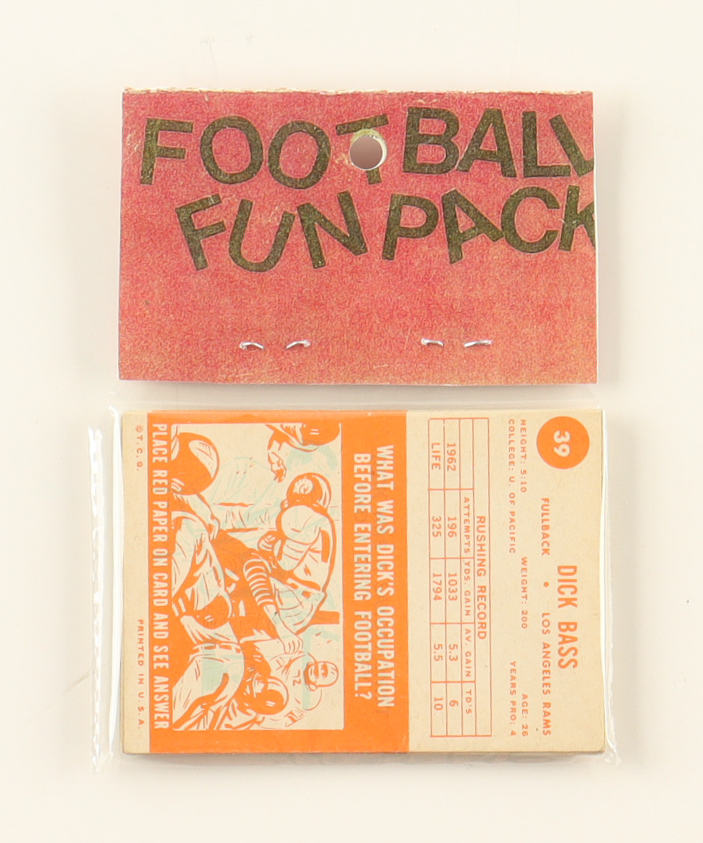 FOOTBALL
FUN PACK
39
DICK BASS
FULLBACK • LOS ANGELES RAMS
HEIGHT: 5:10 WEIGHT: 200 AGE: 26
COLLEGE: U. OF PACIFIC YEARS PRO: 4
RUSHING RECORD
ATTEMPTS YDS. GAIN AV. GAIN TD'S
1962 196 1033 5.3 6
LIFE 325 1794 5.5 10
WHAT WAS DICK'S OCCUPATION
BEFORE ENTERING FOOTBALL?
12
PLACE RED PAPER ON CARD AND SEE ANSWER
© T.C.G. PRINTED IN U.S.A.